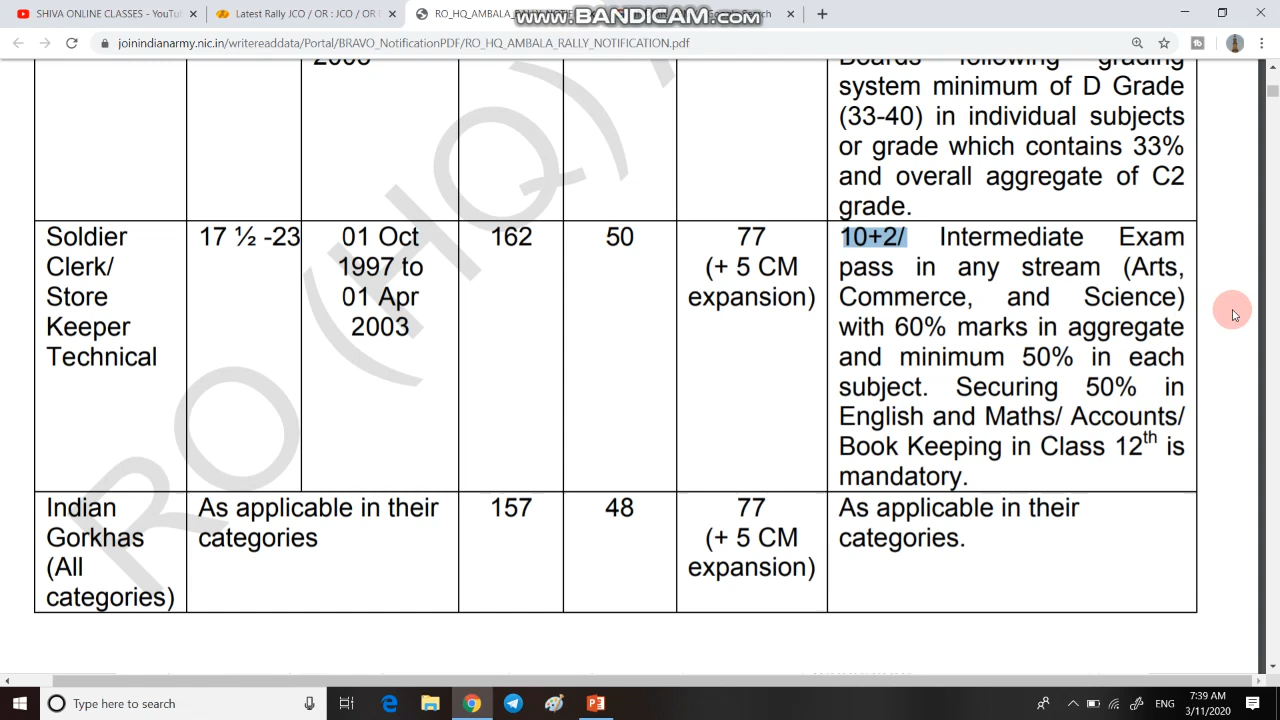 SHIVA ONLINE CLASSES - YouTu
Latest Rally JCO / OR : JCO / OR
RO_HQ_AMBALA_RALLY_NOTIF
www.BANDICAM.com
joinindianarmy.nic.in/writereaddata/Portal/BRAVO_NotificationPDF/RO_HQ_AMBALA_RALLY_NOTIFICATION.pdf
2003
Boards following grading
system minimum of D Grade
(33-40) in individual subjects
or grade which contains 33%
and overall aggregate of C2
grade.
Soldier
Clerk/
Store
Keeper
Technical
17 ½ -23
01 Oct
1997 to
01 Apr
2003
162
50
77
(+ 5 CM
expansion)
10+2/ Intermediate Exam
pass in any stream (Arts,
Commerce, and Science)
with 60% marks in aggregate
and minimum 50% in each
subject. Securing 50% in
English and Maths/ Accounts/
Book Keeping in Class 12th is
mandatory.
Indian
Gorkhas
(All
categories)
As applicable in their
categories
157
48
77
(+ 5 CM
expansion)
As applicable in their
categories.
RO (HQ)
Type here to search
ENG
7:39 AM
3/11/2020